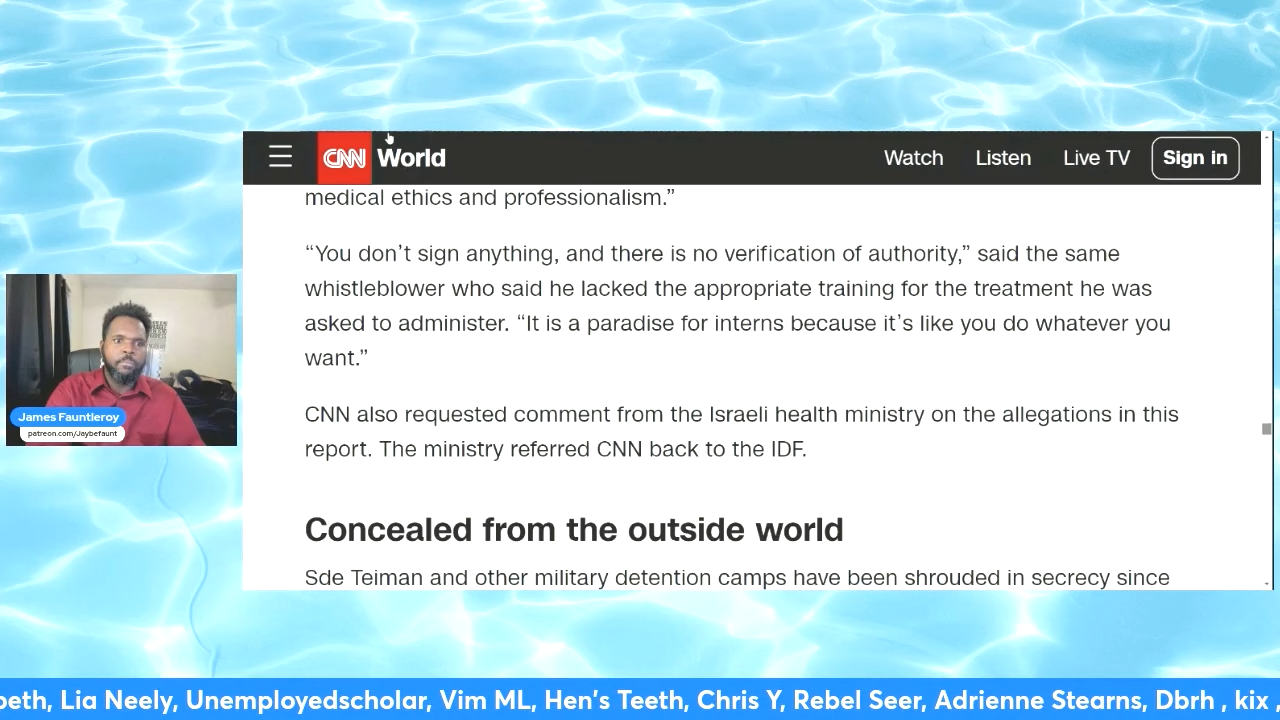 CNN World
Watch Listen Live TV Sign in
medical ethics and professionalism.”
“You don’t sign anything, and there is no verification of authority,” said the same
whistleblower who said he lacked the appropriate training for the treatment he was
asked to administer. “It is a paradise for interns because it’s like you do whatever you
want.”
CNN also requested comment from the Israeli health ministry on the allegations in this
report. The ministry referred CNN back to the IDF.
Concealed from the outside world
Sde Teiman and other military detention camps have been shrouded in secrecy since
James Fauntleroy
patreon.com/Jaybefaunt
beth, Lia Neely, Unemployedscholar, Vim ML, Hen's Teeth, Chris Y, Rebel Seer, Adrienne Stearns, Dbrh , kix ,